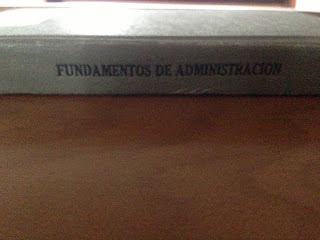 FUNDAMENTOS DE ADMINISTRACION